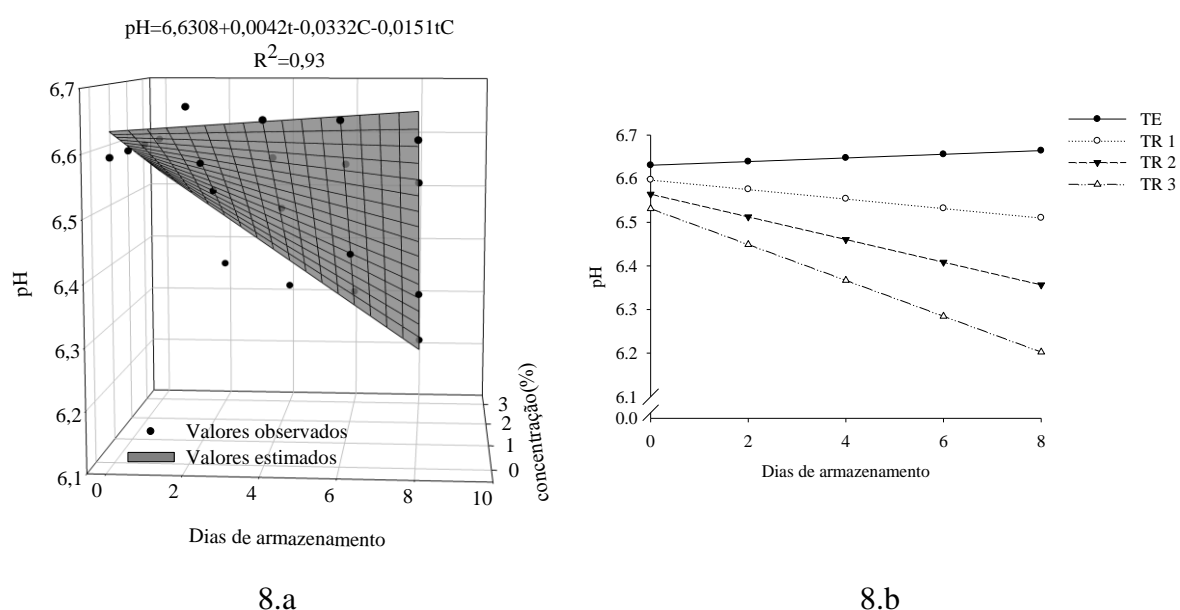 pH=6,6308+0,0042t-0,0332C-0,0151tC
R²=0,93
6,7
6,6
6,5
6,4
6,3
6,2
6,1
pH
Valores observados
Valores estimados
0
2
4
6
8
10
Dias de armazenamento
3
2
1
0
concentração(%)
8.a
TE
TR 1
TR 2
TR 3
6.7
6.6
6.5
6.4
6.3
6.2
6.1
0.0
pH
0
2
4
6
8
Dias de armazenamento
8.b